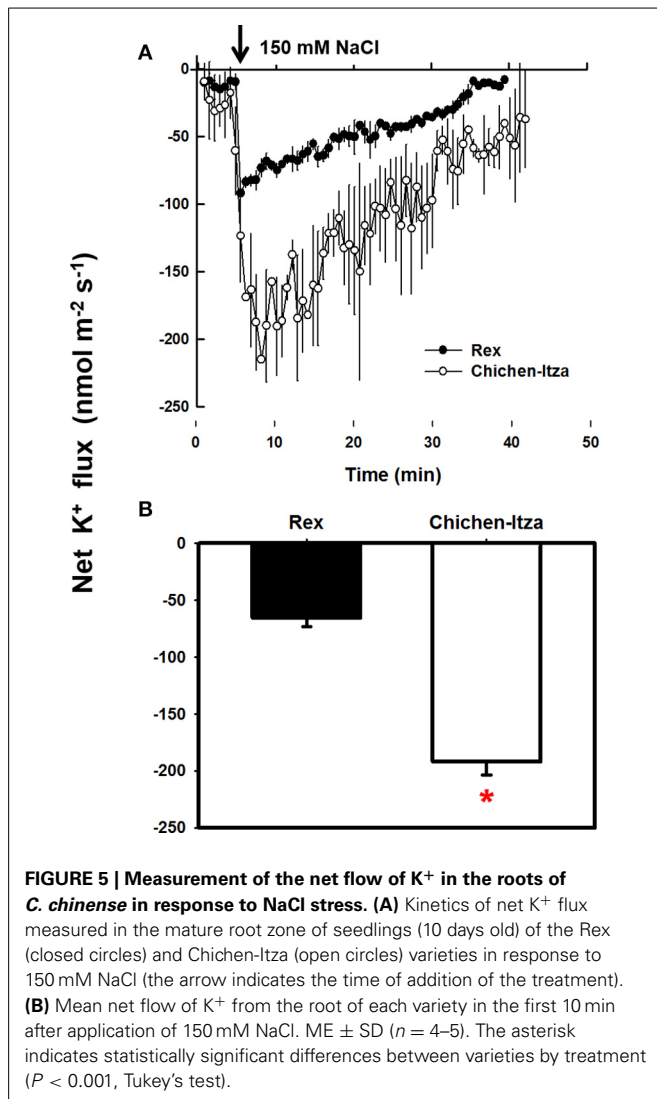 A
150 mM NaCl
0
-50
-100
-150
-200
-250
Rex
Chichen-Itza
0 10 20 30 40 50
Time (min)
Net K+ flux (nmol m-2 s-1)
B
Rex Chichen-Itza
0
-50
-100
-150
-200
-250
*
FIGURE 5 | Measurement of the net flow of K+ in the roots of
C. chinense in response to NaCl stress. (A) Kinetics of net K+ flux
measured in the mature root zone of seedlings (10 days old) of the Rex
(closed circles) and Chichen-Itza (open circles) varieties in response to
150 mM NaCl (the arrow indicates the time of addition of the treatment).
(B) Mean net flow of K+ from the root of each variety in the first 10 min
after application of 150 mM NaCl. ME ± SD (n = 4–5). The asterisk
indicates statistically significant differences between varieties by treatment
(P < 0.001, Tukey's test).